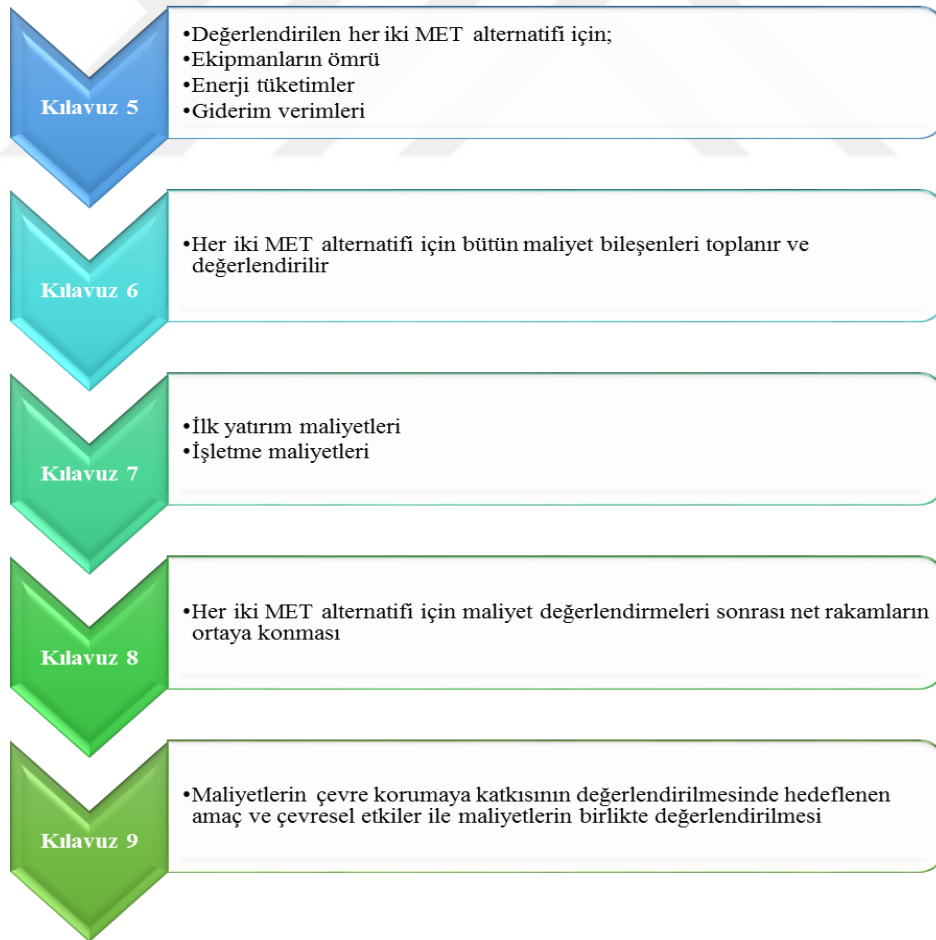 Kılavuz 5
•Değerlendirilen her iki MET alternatifi için;
•Ekipmanların ömrü
•Enerji tüketimler
•Giderim verimleri
Kılavuz 6
•Her iki MET alternatifi için bütün maliyet bileşenleri toplanır ve
değerlendirilir
Kılavuz 7
•İlk yatırım maliyetleri
•İşletme maliyetleri
Kılavuz 8
•Her iki MET alternatifi için maliyet değerlendirmeleri sonrası net rakamların
ortaya konması
Kılavuz 9
•Maliyetlerin çevre korumaya katkısının değerlendirilmesinde hedeflenen
amaç ve çevresel etkiler ile maliyetlerin birlikte değerlendirilmesi